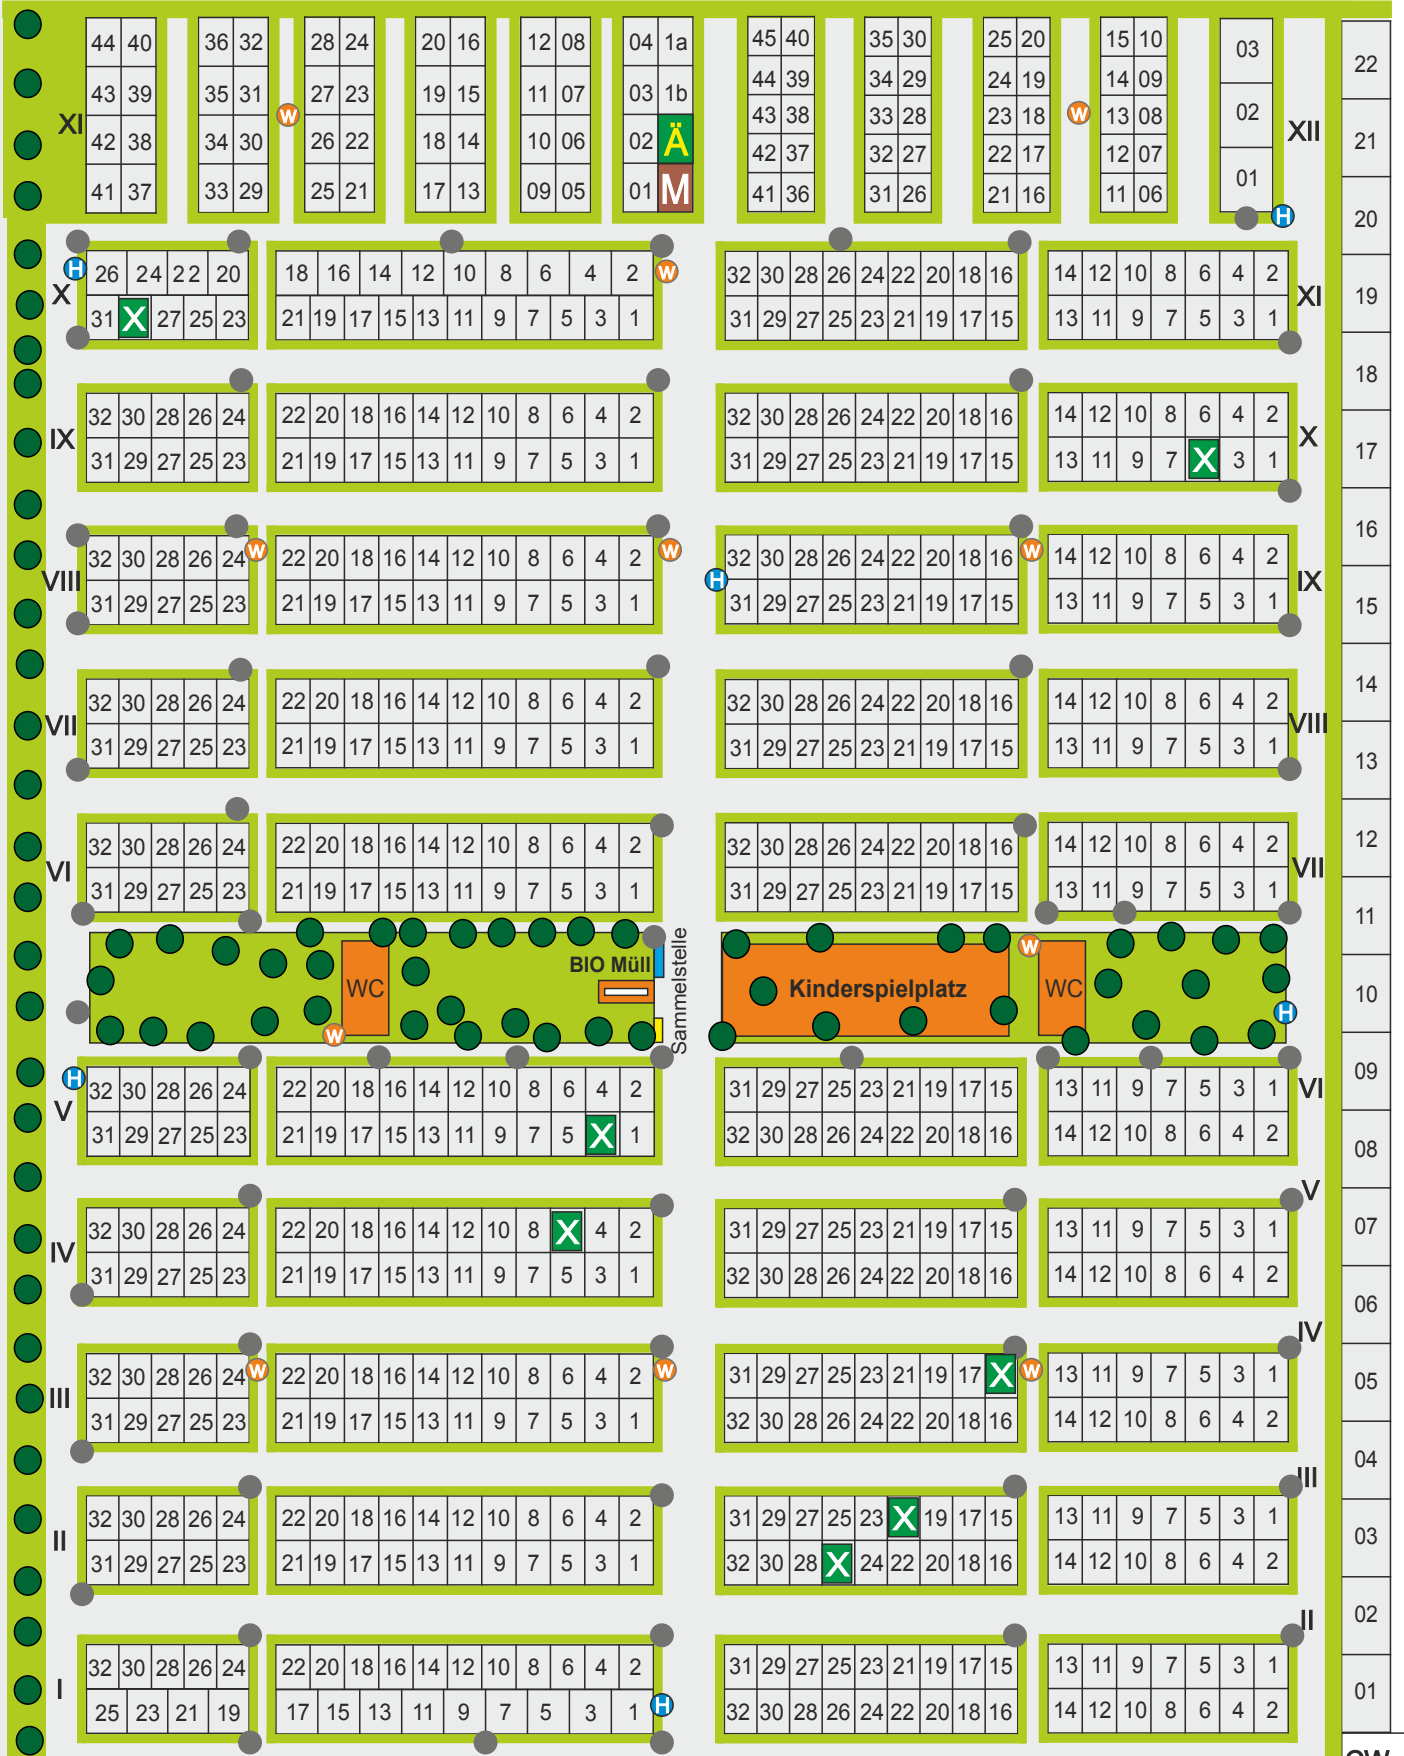 44 40 36 32 28 24 20 16 12 08 04 1a 45 40 35 30 25 20 15 10 03 22
43 39 35 31 27 23 19 15 11 07 03 1b 44 39 34 29 24 19 14 09
XI W W 43 38 33 28 23 18 13 08 02 XII
42 38 34 30 26 22 18 14 10 06 02 Ä 42 37 32 27 22 17 12 07 21
41 37 33 29 25 21 17 13 09 05 01 M 41 36 31 26 21 16 11 06 01
H 20
H 26 24 22 20 18 16 14 12 10 8 6 4 2 W 32 30 28 26 24 22 20 18 16 14 12 10 8 6 4 2
X XI 19
31 X 27 25 23 21 19 17 15 13 11 9 7 5 3 1 31 29 27 25 23 21 19 17 15 13 11 9 7 5 3 1
18
32 30 28 26 24 22 20 18 16 14 12 10 8 6 4 2 32 30 28 26 24 22 20 18 16 14 12 10 8 6 4 2
IX X 17
31 29 27 25 23 21 19 17 15 13 11 9 7 5 3 1 31 29 27 25 23 21 19 17 15 13 11 9 7 X 3 1
16
32 30 28 26 24 W 22 20 18 16 14 12 10 8 6 4 2 W 32 30 28 26 24 22 20 18 16 W 14 12 10 8 6 4 2
VIII H IX
31 29 27 25 23 21 19 17 15 13 11 9 7 5 3 1 31 29 27 25 23 21 19 17 15 13 11 9 7 5 3 1 15
14
32 30 28 26 24 22 20 18 16 14 12 10 8 6 4 2 32 30 28 26 24 22 20 18 16 14 12 10 8 6 4 2
VII VIII
31 29 27 25 23 21 19 17 15 13 11 9 7 5 3 1 31 29 27 25 23 21 19 17 15 13 11 9 7 5 3 1 13
32 30 28 26 24 22 20 18 16 14 12 10 8 6 4 2 32 30 28 26 24 22 20 18 16 14 12 10 8 6 4 2 12
VI VII
31 29 27 25 23 21 19 17 15 13 11 9 7 5 3 1 31 29 27 25 23 21 19 17 15 13 11 9 7 5 3 1
11
W
BIO Müll
WC Sammelstelle Kinderspielplatz WC 10
W H
H 32 30 28 26 24 22 20 18 16 14 12 10 8 6 4 2 31 29 27 25 23 21 19 17 15 13 11 9 7 5 3 1 VI 09
V
31 29 27 25 23 21 19 17 15 13 11 9 7 5 X 1 32 30 28 26 24 22 20 18 16 14 12 10 8 6 4 2 08
V
32 30 28 26 24 22 20 18 16 14 12 10 8 X 4 2 31 29 27 25 23 21 19 17 15 13 11 9 7 5 3 1 07
IV
31 29 27 25 23 21 19 17 15 13 11 9 7 5 3 1 32 30 28 26 24 22 20 18 16 14 12 10 8 6 4 2
06
IV
32 30 28 26 24 W 22 20 18 16 14 12 10 8 6 4 2 W 31 29 27 25 23 21 19 17 X W 13 11 9 7 5 3 1 05
III
31 29 27 25 23 21 19 17 15 13 11 9 7 5 3 1 32 30 28 26 24 22 20 18 16 14 12 10 8 6 4 2
04
III
32 30 28 26 24 22 20 18 16 14 12 10 8 6 4 2 31 29 27 25 23 X 19 17 15 13 11 9 7 5 3 1 03
II
31 29 27 25 23 21 19 17 15 13 11 9 7 5 3 1 32 30 28 X 24 22 20 18 16 14 12 10 8 6 4 2
02
II
32 30 28 26 24 22 20 18 16 14 12 10 8 6 4 2 31 29 27 25 23 21 19 17 15 13 11 9 7 5 3 1
I 01
25 23 21 19 17 15 13 11 9 7 5 3 1 H 32 30 28 26 24 22 20 18 16 14 12 10 8 6 4 2